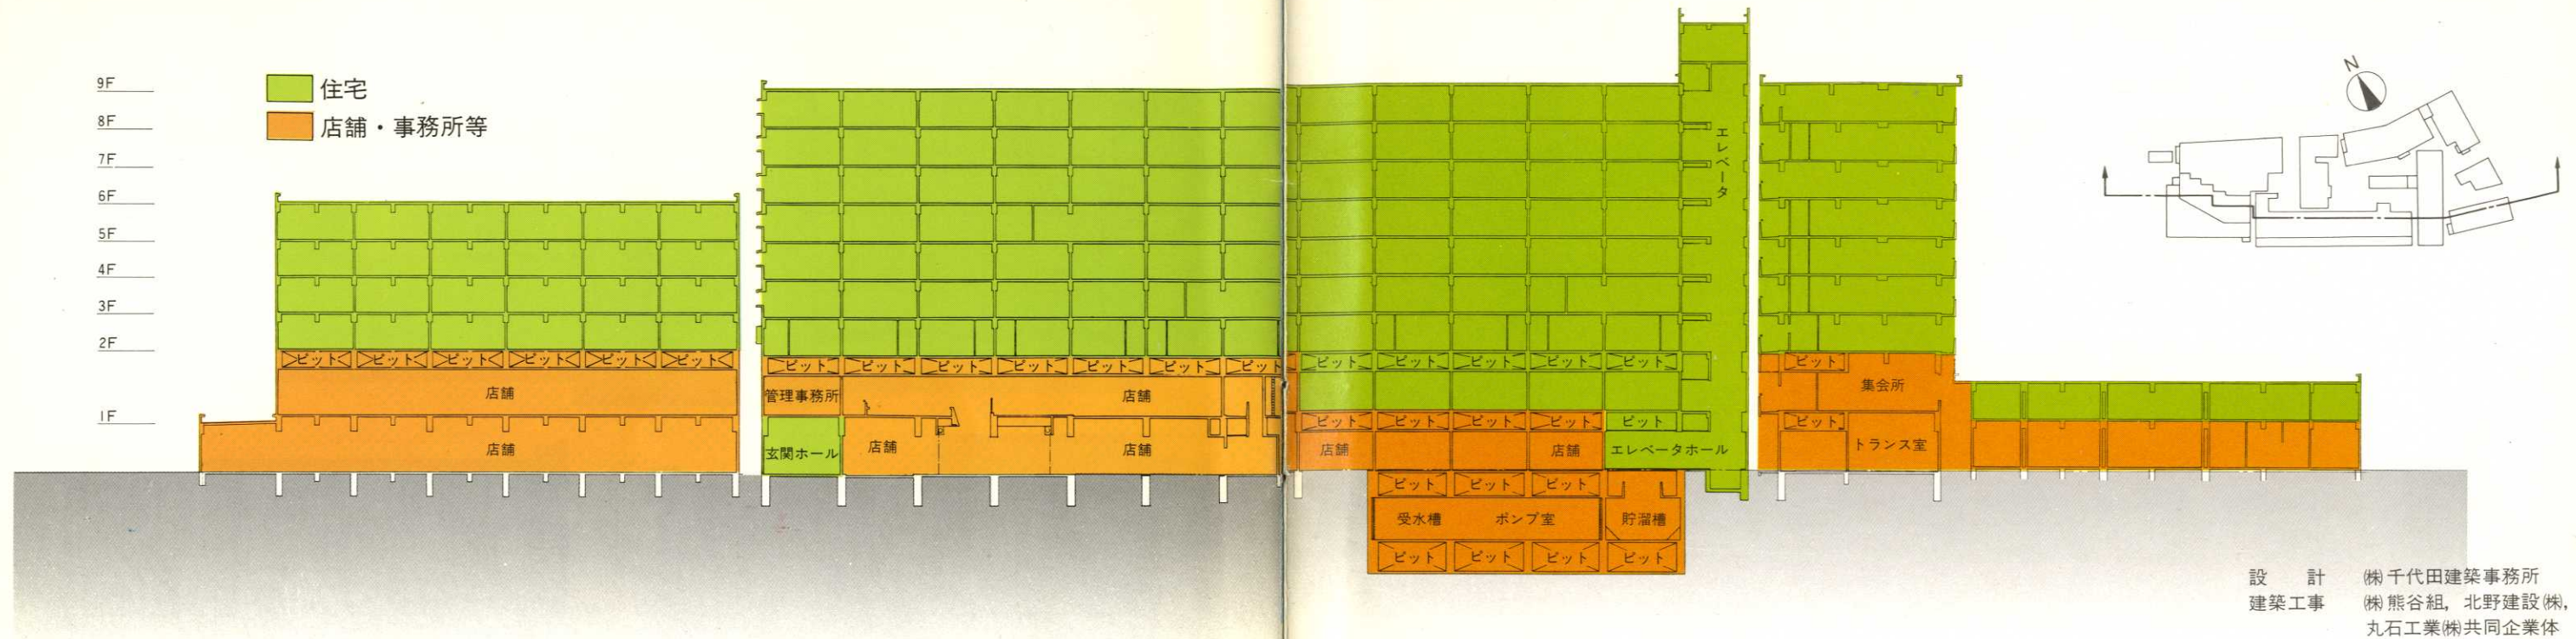 住宅
店舗・事務所等
9F
8F
7F
6F
5F
4F
3F
2F
1F
ピット ピット ピット ピット ピット ピット
店舗
店舗
ピット ピット ピット ピット ピット ピット ピット
管理事務所 店舗
玄関ホール 店舗 店舗
エレベータ
ピット ピット ピット ピット ピット
ピット ピット ピット ピット ピット
店舗 店舗 エレベータホール
ピット ピット ピット
受水槽 ポンプ室 貯溜槽
ピット ピット ピット ピット
ピット
集会所
ピット
トランス室
N
設 計 ㈱千代田建築事務所
建築工事 ㈱熊谷組, 北野建設㈱,
丸石工業㈱共同企業体